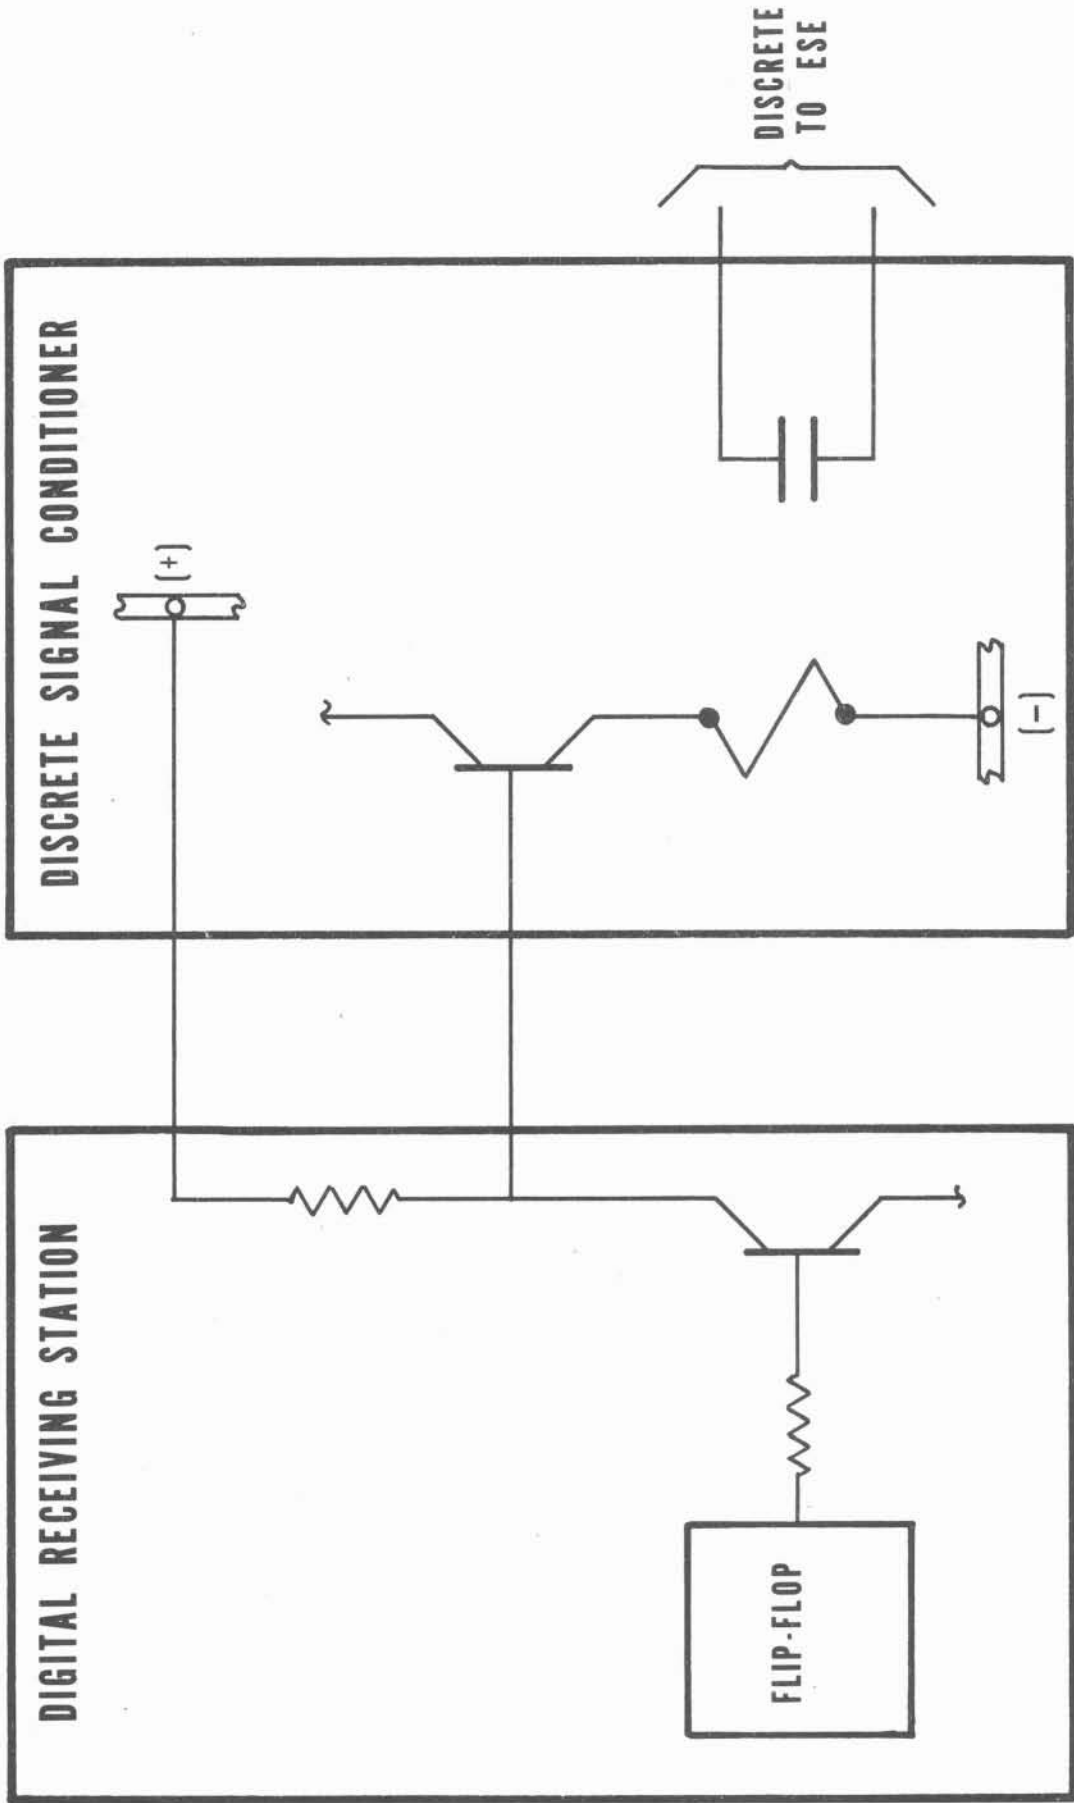 DIGITAL RECEIVING STATION
FLIP-FLOP
DISCRETE SIGNAL CONDITIONER
(+)
(-)
DISCRETE
TO ESE